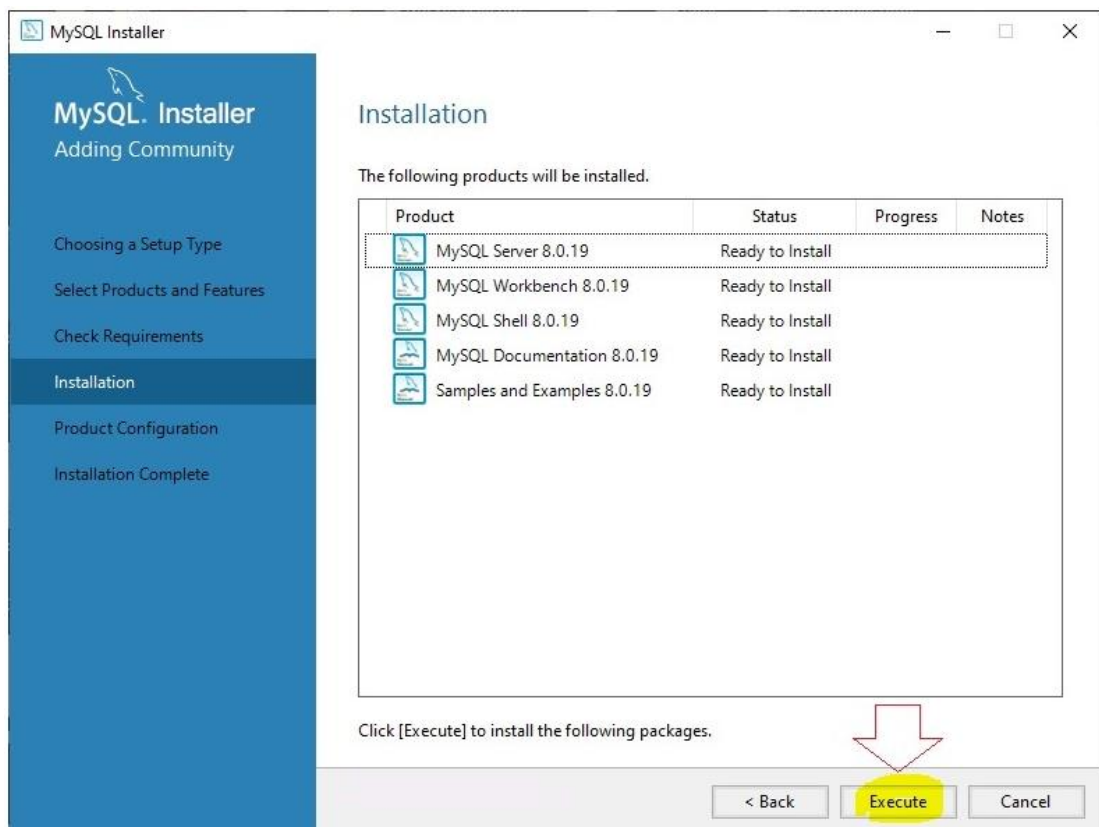 MySQL Installer
MySQL. Installer
Adding Community
Choosing a Setup Type
Select Products and Features
Check Requirements
Installation
Product Configuration
Installation Complete
Installation
The following products will be installed.
Product Status Progress Notes
MySQL Server 8.0.19 Ready to Install
MySQL Workbench 8.0.19 Ready to Install
MySQL Shell 8.0.19 Ready to Install
MySQL Documentation 8.0.19 Ready to Install
Samples and Examples 8.0.19 Ready to Install
Click [Execute] to install the following packages.
< Back Execute Cancel